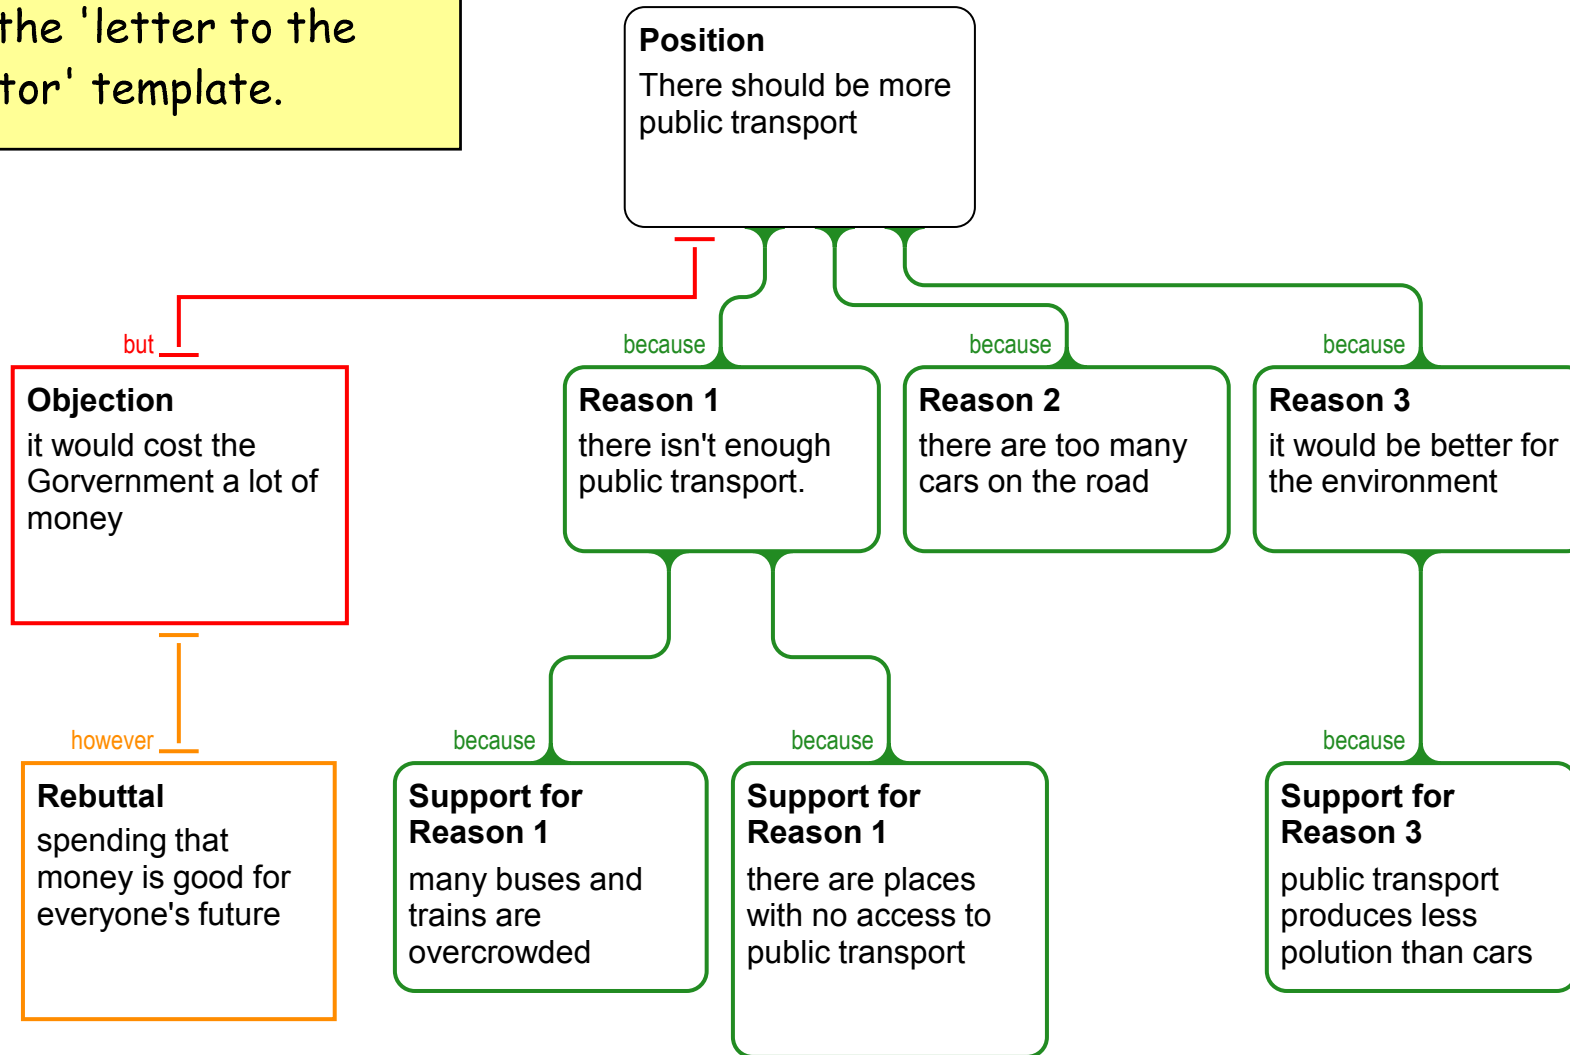 the 'letter to the
tor' template.
Position
There should be more
public transport
but
because
because
because
Objection
it would cost the
Gorvernment a lot of
money
Reason 1
there isn't enough
public transport.
Reason 2
there are too many
cars on the road
Reason 3
it would be better for
the environment
however
because
because
because
Rebuttal
spending that
money is good for
everyone's future
Support for
Reason 1
many buses and
trains are
overcrowded
Support for
Reason 1
there are places
with no access to
public transport
Support for
Reason 3
public transport
produces less
polution than cars